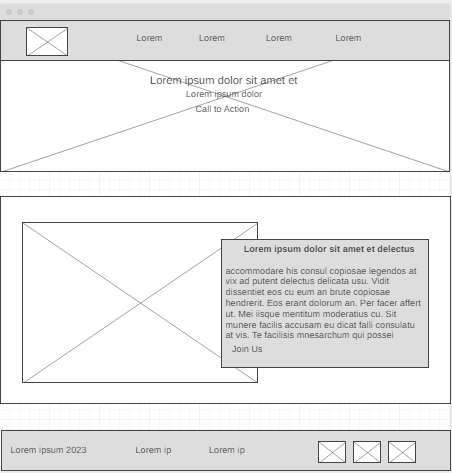 Lorem Lorem Lorem Lorem
Lorem ipsum dolor sit amet et
Lorem ipsum dolor
Call to Action
Lorem ipsum dolor sit amet et delectus
accommodare his consul copiosae legendos at
vix ad putent delectus delicata usu. Vidit
dissentiet eos cu eum an brute copiosae
hendrerit. Eos erant dolorum an. Per facer affert
ut. Mei iisque mentitum moderatius cu. Sit
munere facilis accusam eu dicat falli consulatu
at vis. Te facilisis mnesarchum qui possei
Join Us
Lorem ipsum 2023 Lorem ip Lorem ip